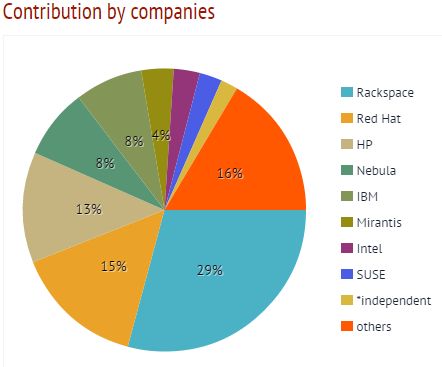 Contribution by companies
4%
8%
8%
16%
13%
15%
29%
Rackspace
Red Hat
HP
Nebula
IBM
Mirantis
Intel
SUSE
*independent
others